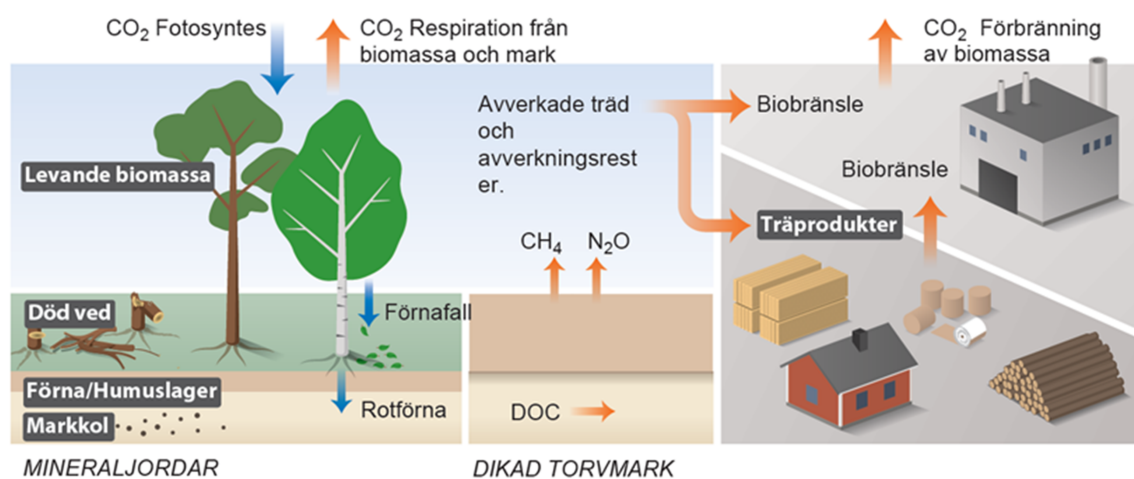 CO₂ Fotosyntes
CO₂ Respiration från
biomassa och mark
CO₂ Förbränning
av biomassa
Avverkade träd
och
avverkningsrest
er.
Biobränsle
Biobränsle
Levande biomassa
Träprodukter
CH₄
N₂O
Död ved
Förnafall
Förna/Humuslager
Markkol
Rotförna
DOC
MINERALJORDAR
DIKAD TORVMARK